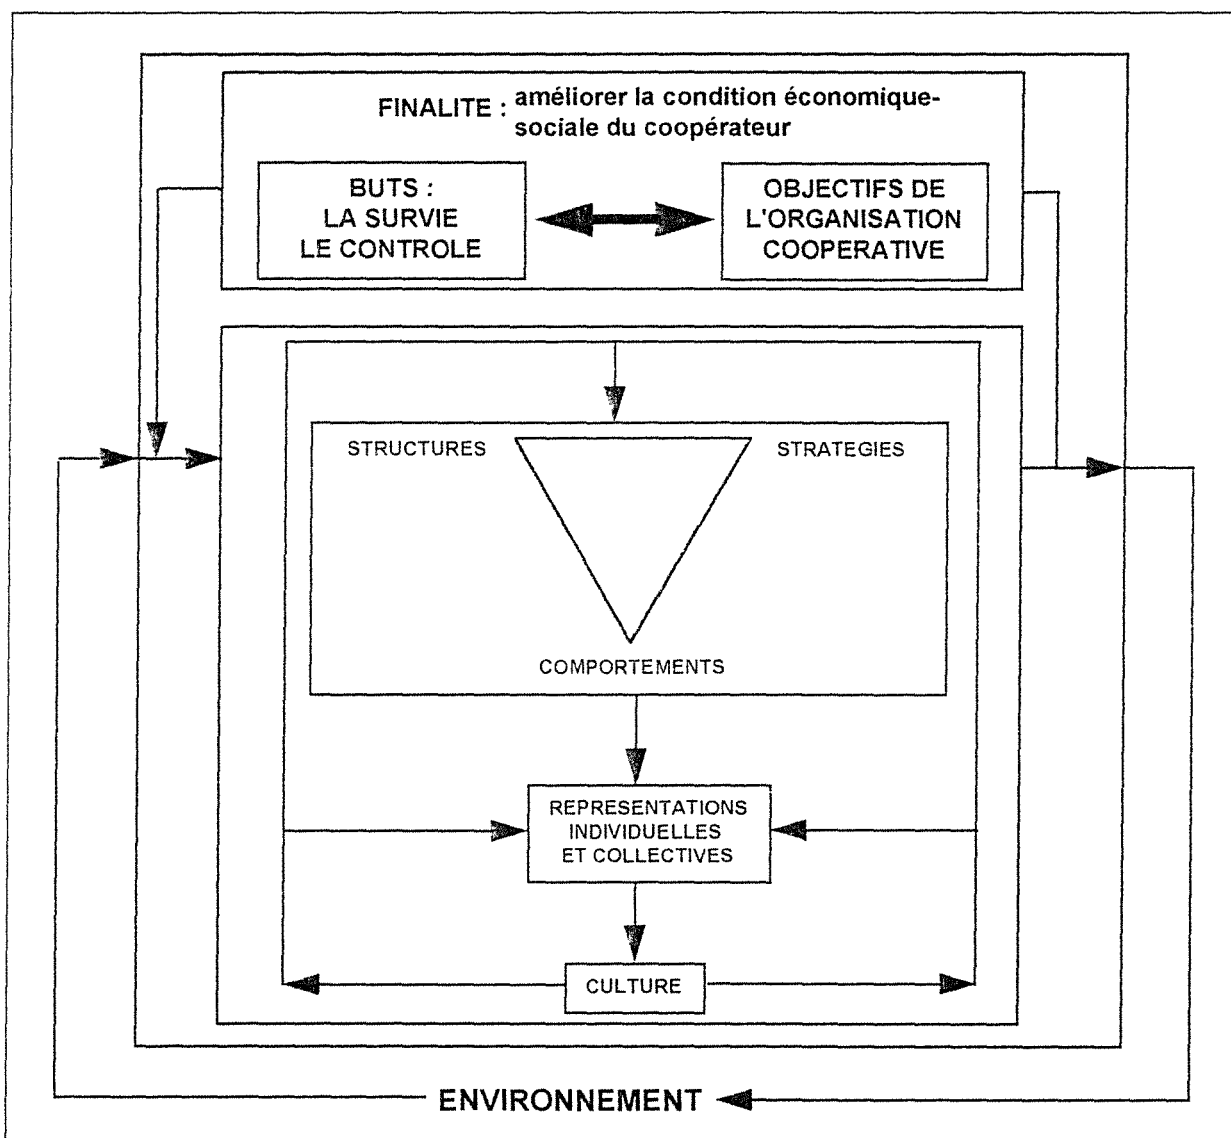 FINALITE : améliorer la condition économique-
sociale du coopérateur
BUTS :
LA SURVIE
LE CONTROLE
OBJECTIFS DE
L'ORGANISATION
COOPERATIVE
STRUCTURES
STRATEGIES
COMPORTEMENTS
REPRESENTATIONS
INDIVIDUELLES
ET COLLECTIVES
CULTURE
ENVIRONNEMENT